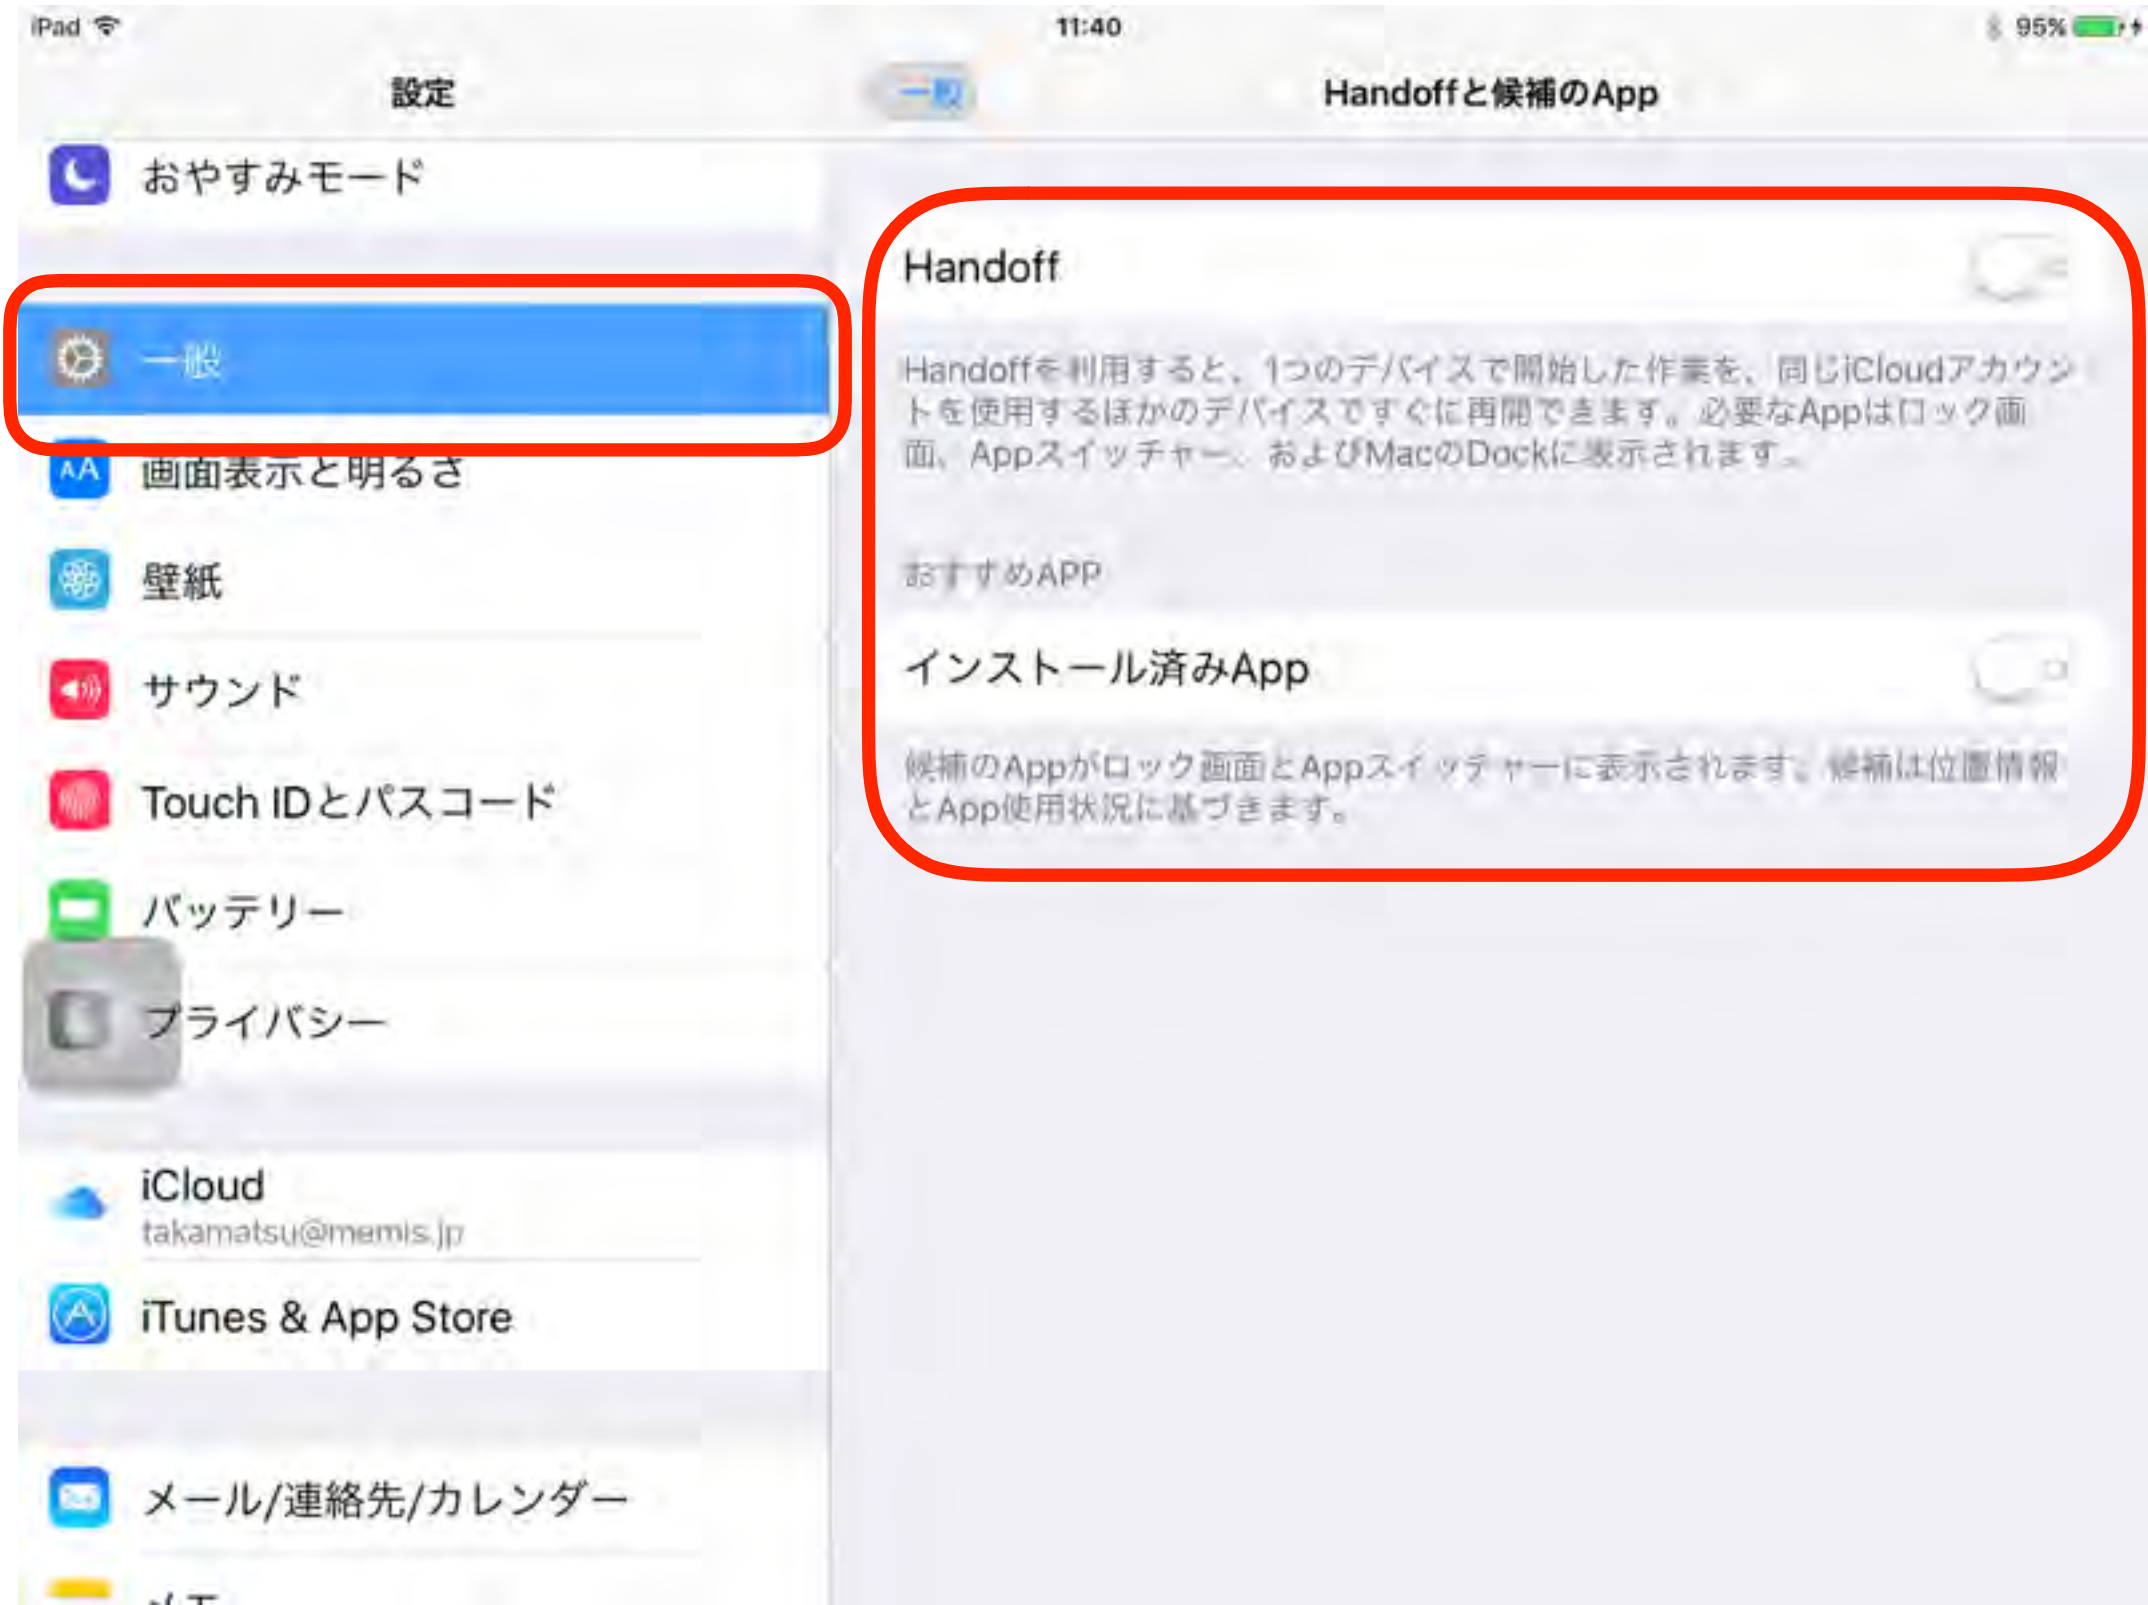 iPad
11:40
95%
設定
一般
Handoffと候補のApp
おやすみモード
一般
画面表示と明るさ
壁紙
サウンド
Touch IDとパスコード
バッテリー
プライバシー
iCloud
takamatsu@memis.jp
iTunes & App Store
メール/連絡先/カレンダー
メモ
Handoff
Handoffを利用すると、1つのデバイスで開始した作業を、同じiCloudアカウン
トを使用するほかのデバイスですぐに再開できます。必要なAppはロック画
面、Appスイッチャー、およびMacのDockに表示されます。
おすすめAPP
インストール済みApp
候補のAppがロック画面とAppスイッチャーに表示されます。候補は位置情報
とApp使用状況に基づきます。